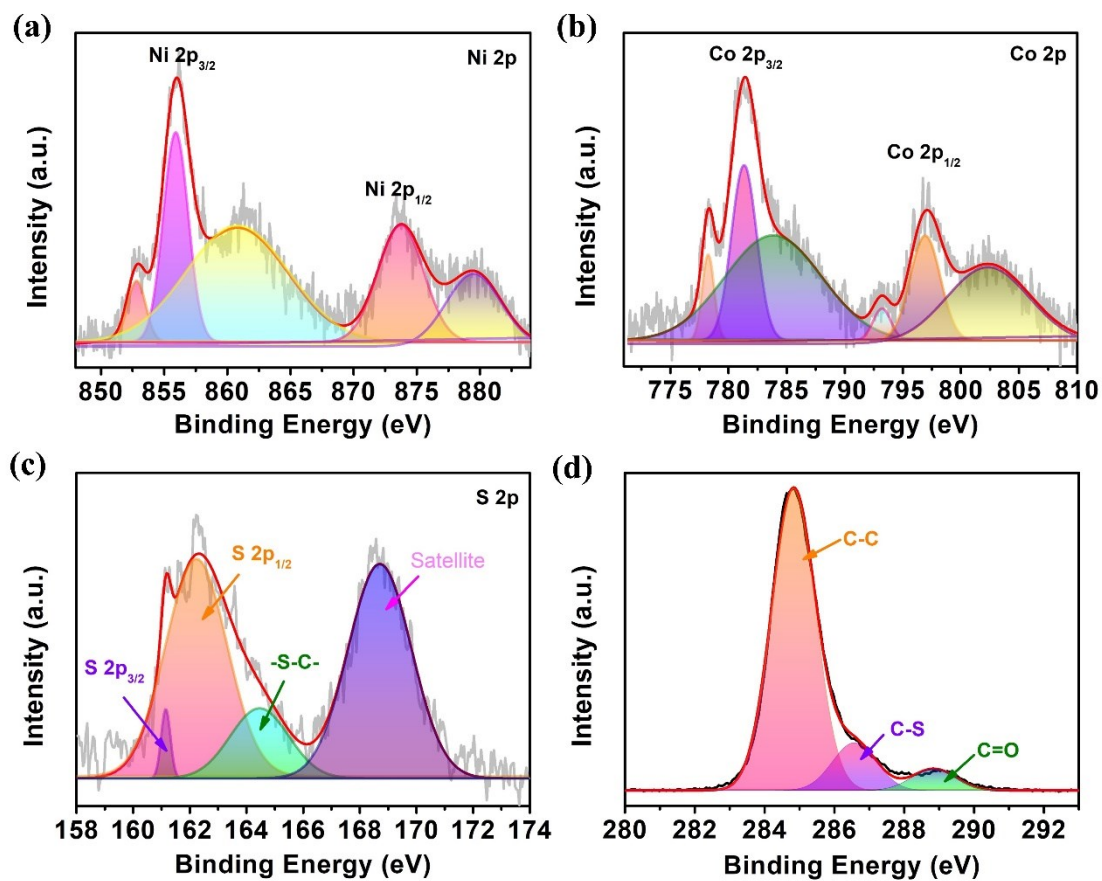 (a)
Ni 2p3/2
Ni 2p
Ni 2p1/2
Intensity (a.u.)
850 855 860 865 870 875 880
Binding Energy (eV)
(b)
Co 2p3/2
Co 2p
Co 2p1/2
Intensity (a.u.)
775 780 785 790 795 800 805 810
Binding Energy (eV)
(c)
S 2p
S 2p1/2
Satellite
-S-C-
S 2p3/2
Intensity (a.u.)
158 160 162 164 166 168 170 172 174
Binding Energy (eV)
(d)
C-C
C-S
C=O
Intensity (a.u.)
280 282 284 286 288 290 292
Binding Energy (eV)